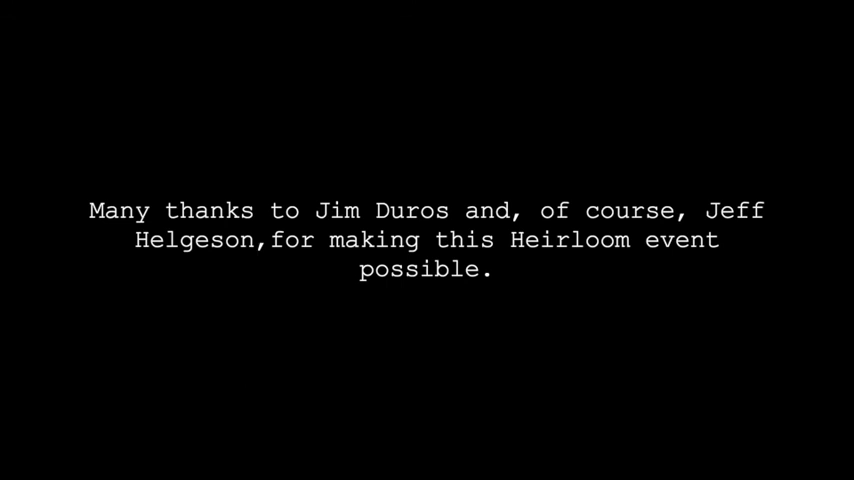 Many thanks to Jim Duros and, of course, Jeff
Helgeson,for making this Heirloom event
possible.